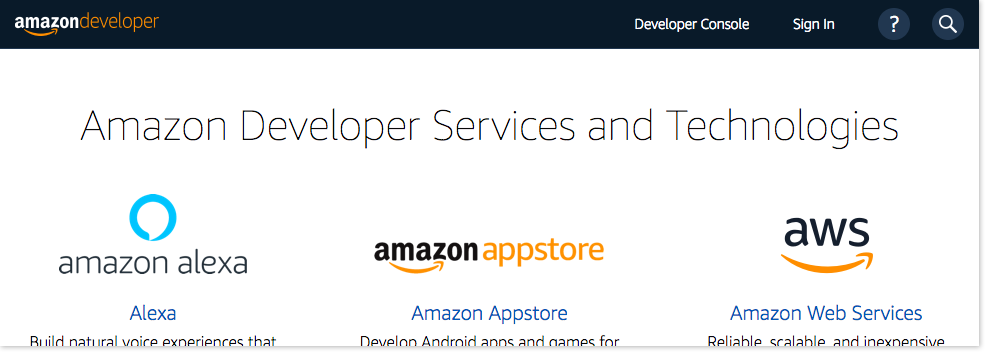 amazondeveloper Developer Console Sign In ?
Amazon Developer Services and Technologies
amazon alexa
amazon appstore
aws
Alexa Amazon Appstore Amazon Web Services
Build natural voice experiences that Develop Android apps and games for Reliable, scalable, and inexpensive